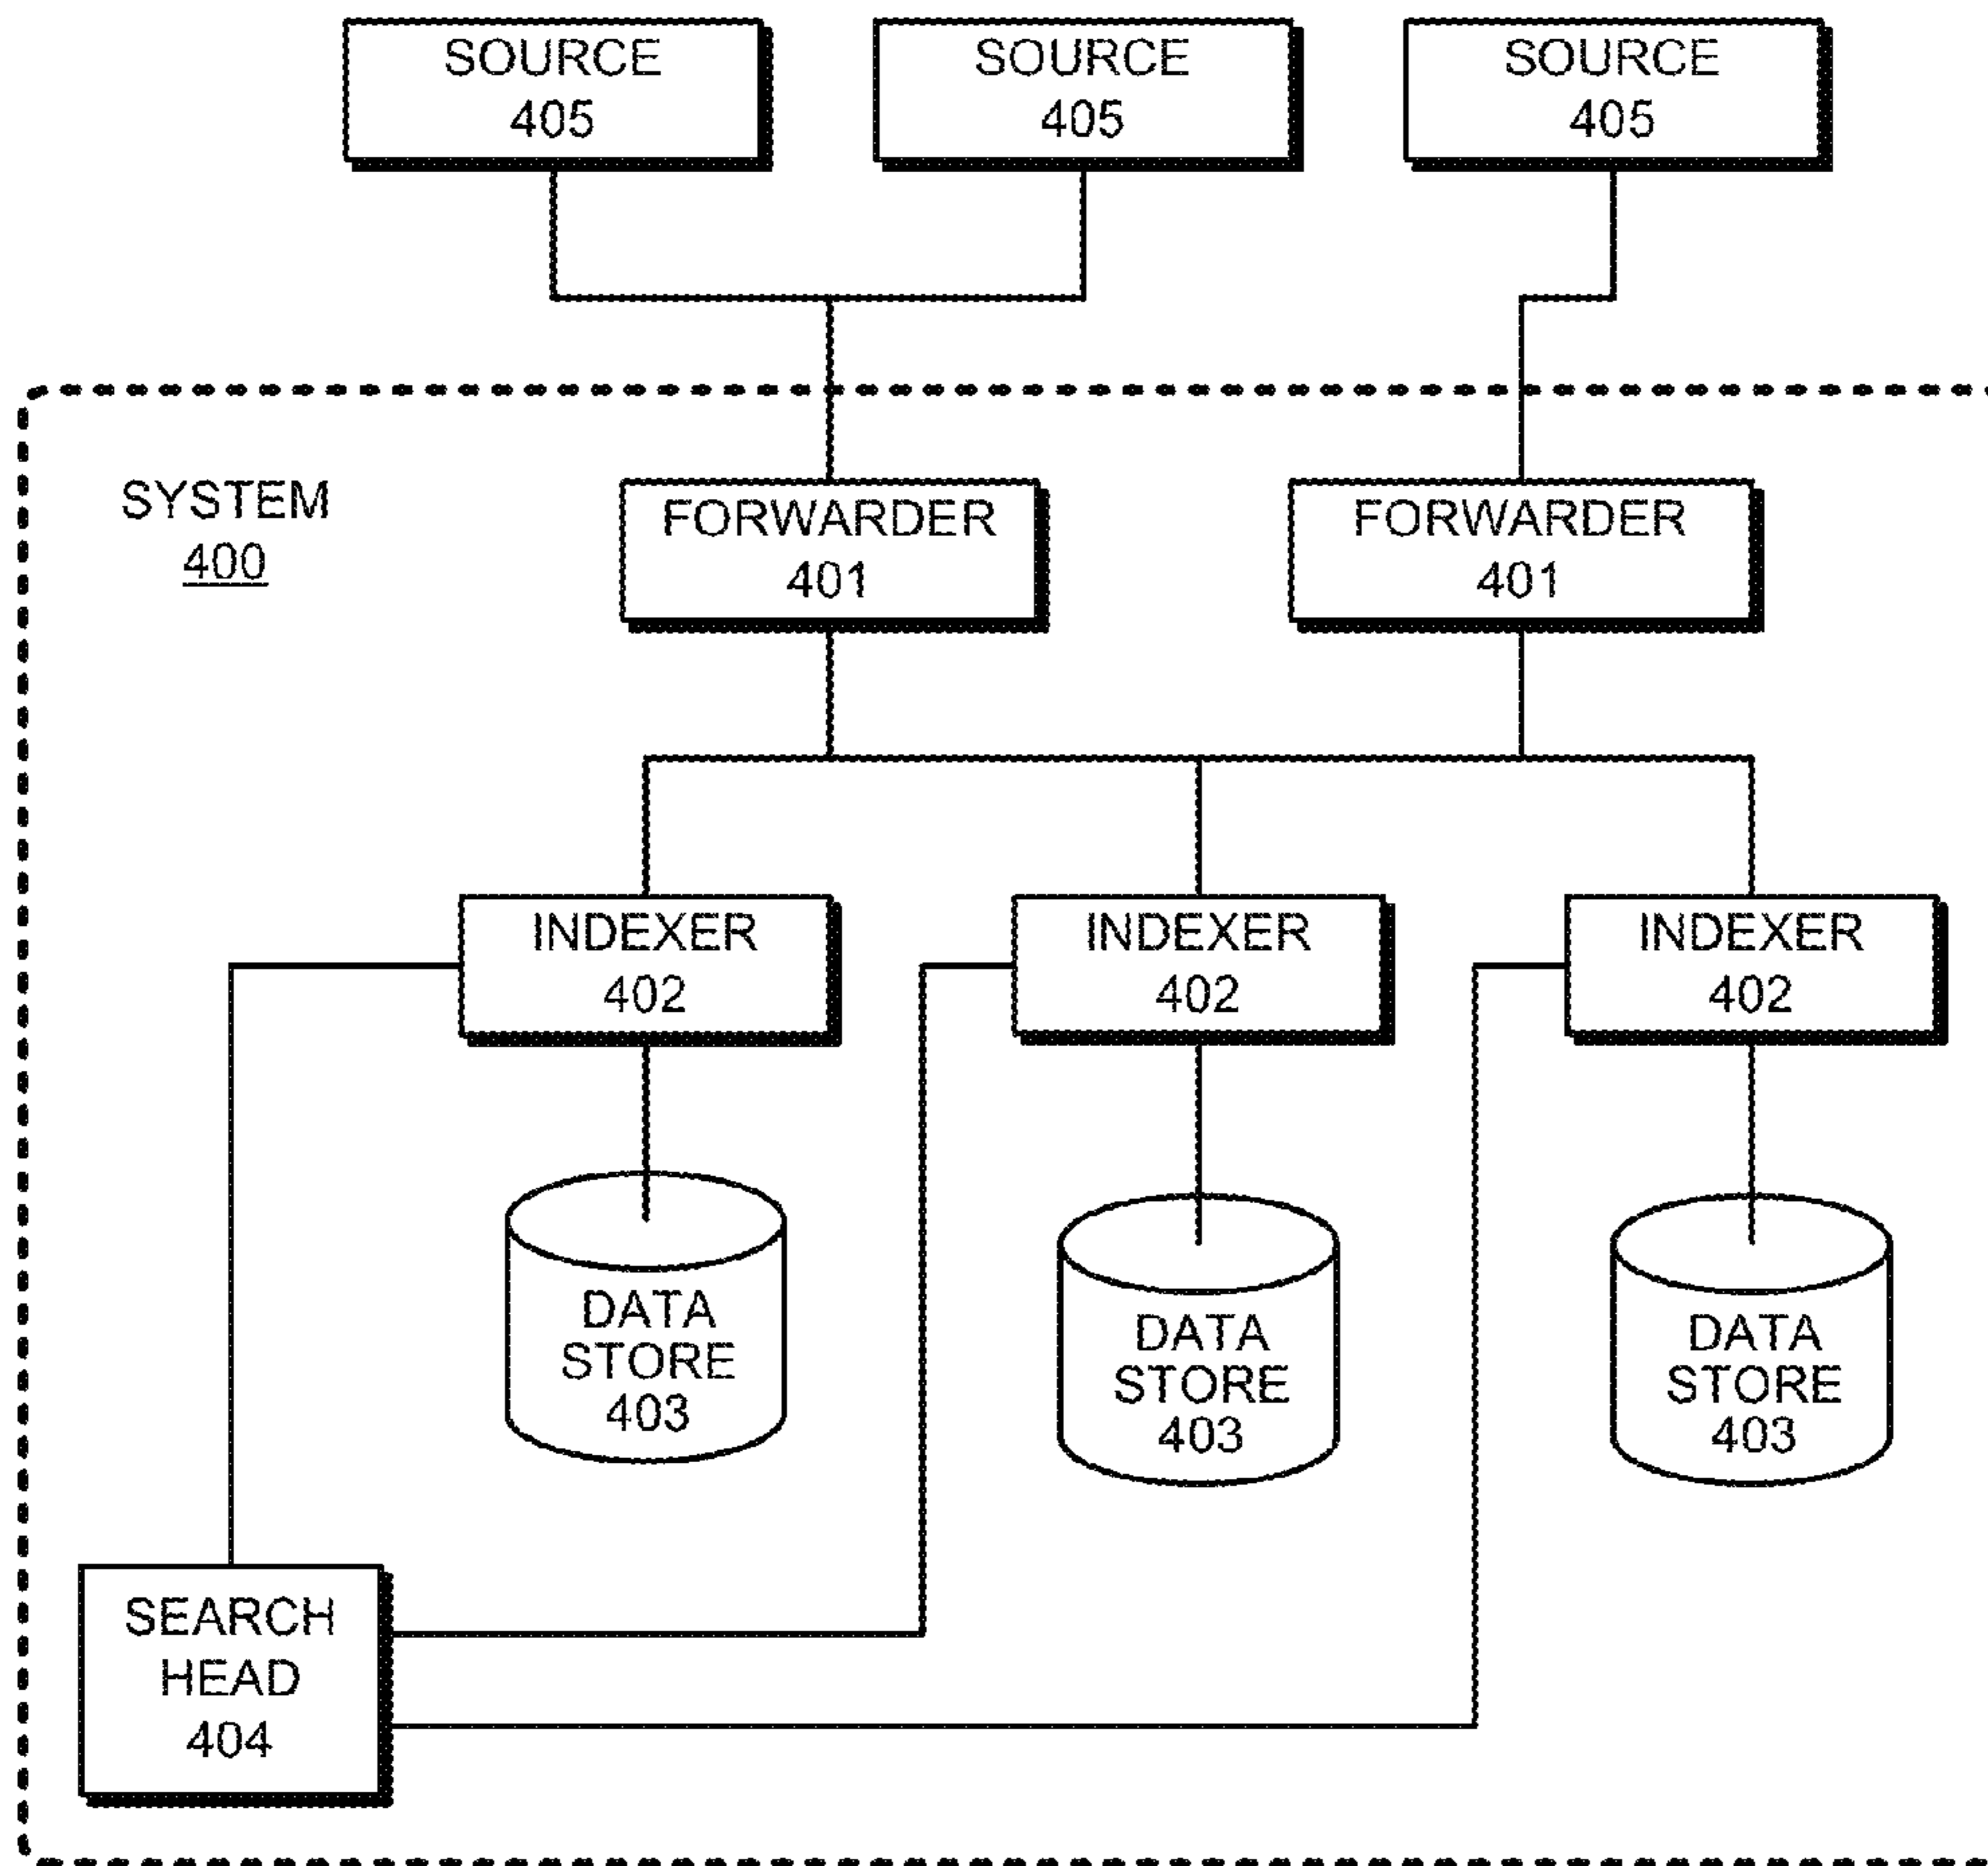 SOURCE
405
SOURCE
405
SOURCE
405
SYSTEM
400
FORWARDER
401
FORWARDER
401
INDEXER
402
INDEXER
402
INDEXER
402
DATA
STORE
403
DATA
STORE
403
DATA
STORE
403
SEARCH
HEAD
404